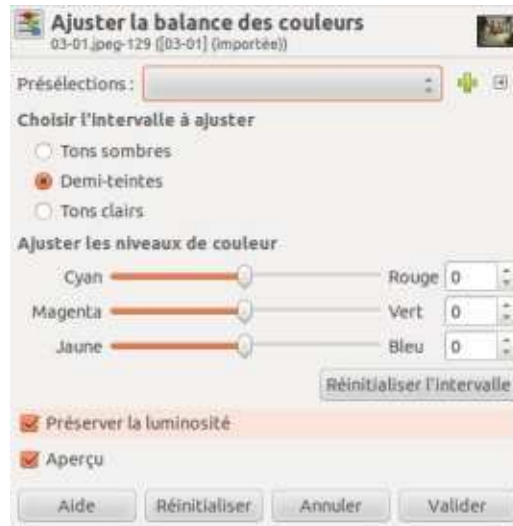 Ajuster la balance des couleurs
03-01.jpeg-129 ([03-01] (importée))
Présélections :
Choisir l'intervalle à ajuster
Tons sombres
Demi-teintes
Tons clairs
Ajuster les niveaux de couleur
Cyan Rouge 0
Magenta Vert 0
Jaune Bleu 0
Réinitialiser l'intervalle
Préserver la luminosité
Aperçu
Aide Réinitialiser Annuler Valider